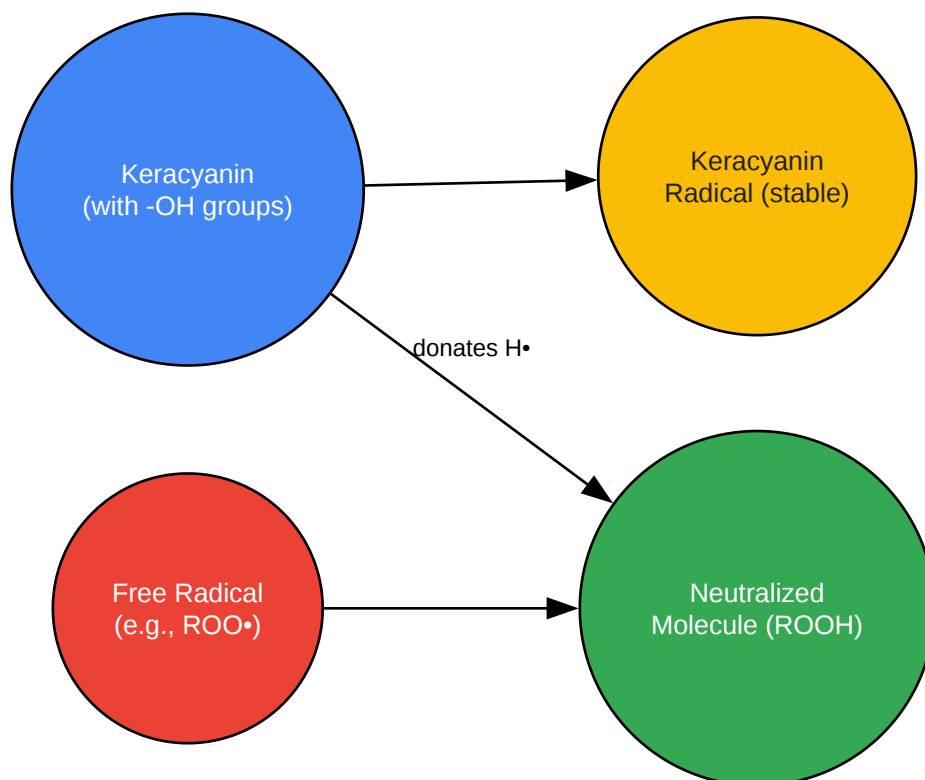 Keracyanin
(with -OH groups)
Keracyanin
Radical (stable)
donates H•
Free Radical
(e.g., ROO•)
Neutralized
Molecule (ROOH)